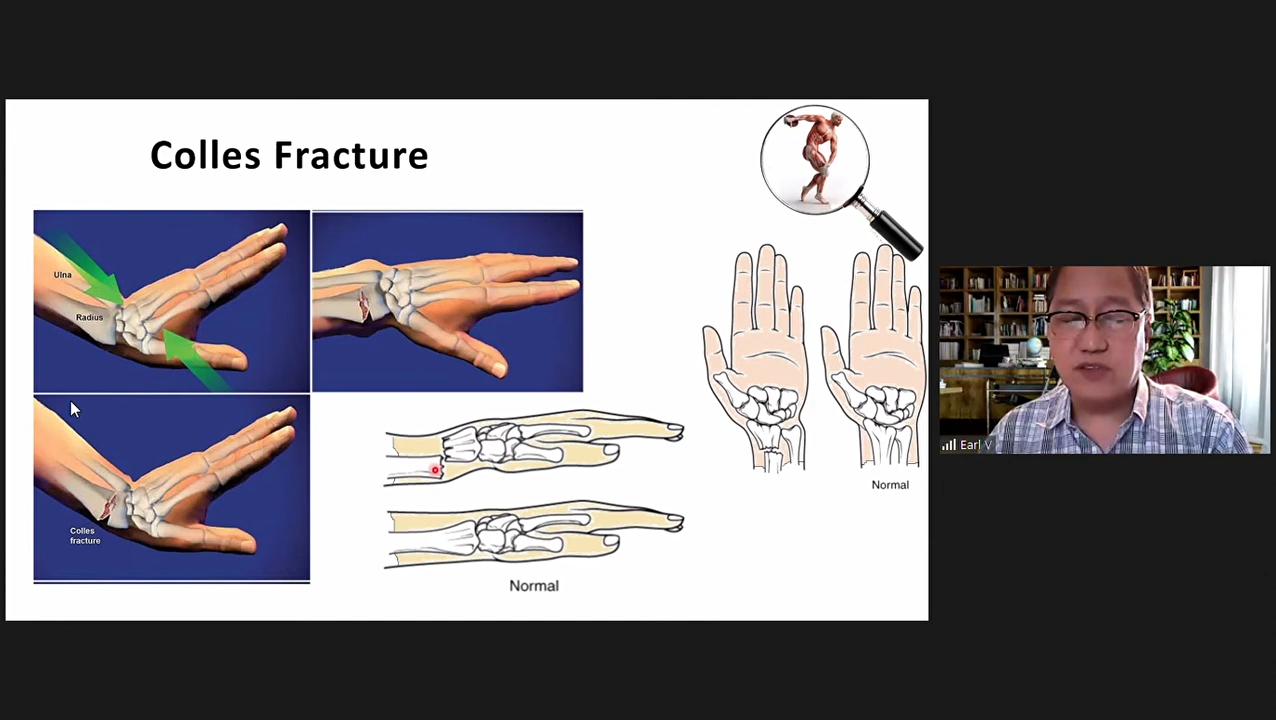 Colles Fracture
Ulna
Radius
Colles
fracture
Normal
Normal
Earl V